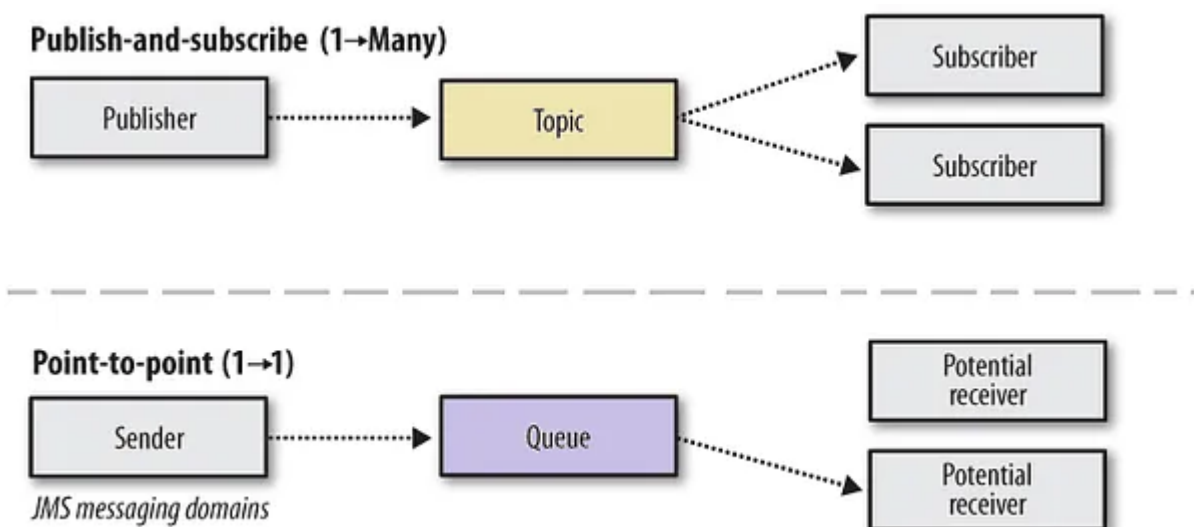 Publish-and-subscribe (1→Many)
Publisher
Topic
Subscriber
Subscriber
Point-to-point (1→1)
Sender
Queue
Potential
receiver
Potential
receiver
JMS messaging domains